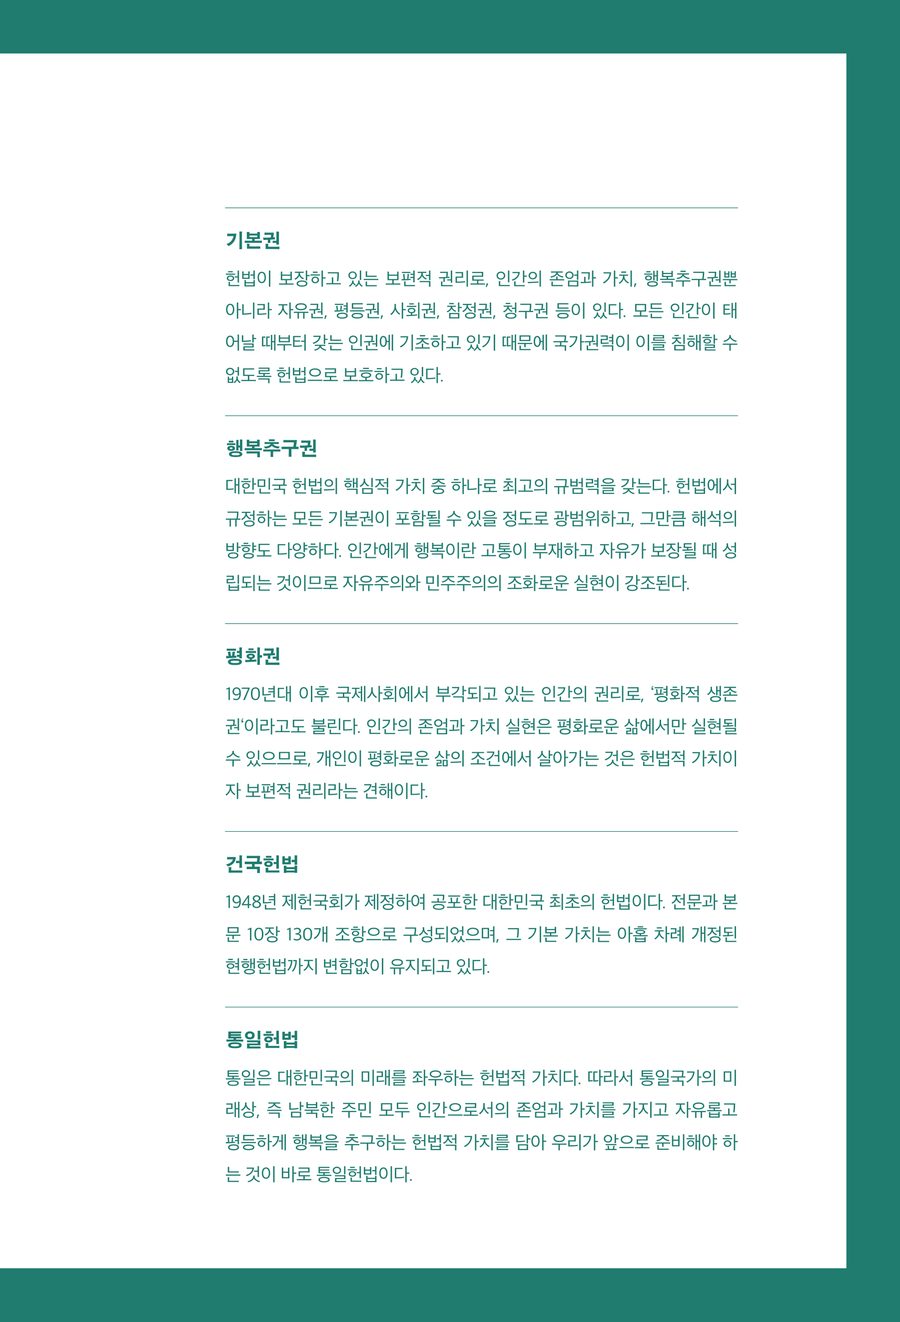 기본권
헌법이 보장하고 있는 보편적 권리로, 인간의 존엄과 가치, 행복추구권뿐
아니라 자유권, 평등권, 사회권, 참정권, 청구권 등이 있다. 모든 인간이 태
어날 때부터 갖는 인권에 기초하고 있기 때문에 국가권력이 이를 침해할 수
없도록 헌법으로 보호하고 있다.
행복추구권
대한민국 헌법의 핵심적 가치 중 하나로 최고의 규범력을 갖는다. 헌법에서
규정하는 모든 기본권이 포함될 수 있을 정도로 광범위하고, 그만큼 해석의
방향도 다양하다. 인간에게 행복이란 고통이 부재하고 자유가 보장될 때 성
립되는 것이므로 자유주의와 민주주의의 조화로운 실현이 강조된다.
평화권
1970년대 이후 국제사회에서 부각되고 있는 인간의 권리로, ‘평화적 생존
권‘이라고도 불린다. 인간의 존엄과 가치 실현은 평화로운 삶에서만 실현될
수 있으므로, 개인이 평화로운 삶의 조건에서 살아가는 것은 헌법적 가치이
자 보편적 권리라는 견해이다.
건국헌법
1948년 제헌국회가 제정하여 공포한 대한민국 최초의 헌법이다. 전문과 본
문 10장 130개 조항으로 구성되었으며, 그 기본 가치는 아홉 차례 개정된
현행헌법까지 변함없이 유지되고 있다.
통일헌법
통일은 대한민국의 미래를 좌우하는 헌법적 가치다. 따라서 통일국가의 미
래상, 즉 남북한 주민 모두 인간으로서의 존엄과 가치를 가지고 자유롭고
평등하게 행복을 추구하는 헌법적 가치를 담아 우리가 앞으로 준비해야 하
는 것이 바로 통일헌법이다.